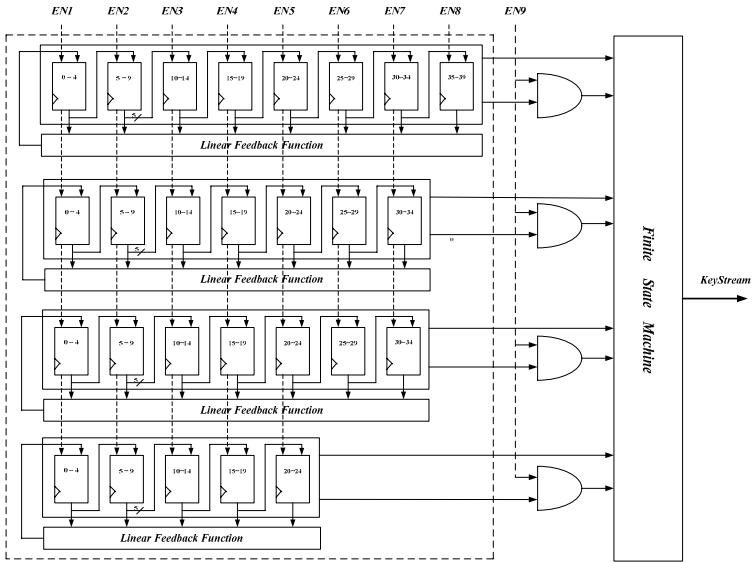 EN1 EN2 EN3 EN4 EN5 EN6 EN7 EN8 EN9
0-4 5-9 10-14 15-19 20-24 25-29 30-34 35-39
5
Linear Feedback Function
0-4 5-9 10-14 15-19 20-24 25-29 30-34
5
"
Linear Feedback Function
Finite State Machine
KeyStream
0-4 5-9 10-14 15-19 20-24 25-29 30-34
5
Linear Feedback Function
0-4 5-9 10-14 15-19 20-24
5
Linear Feedback Function